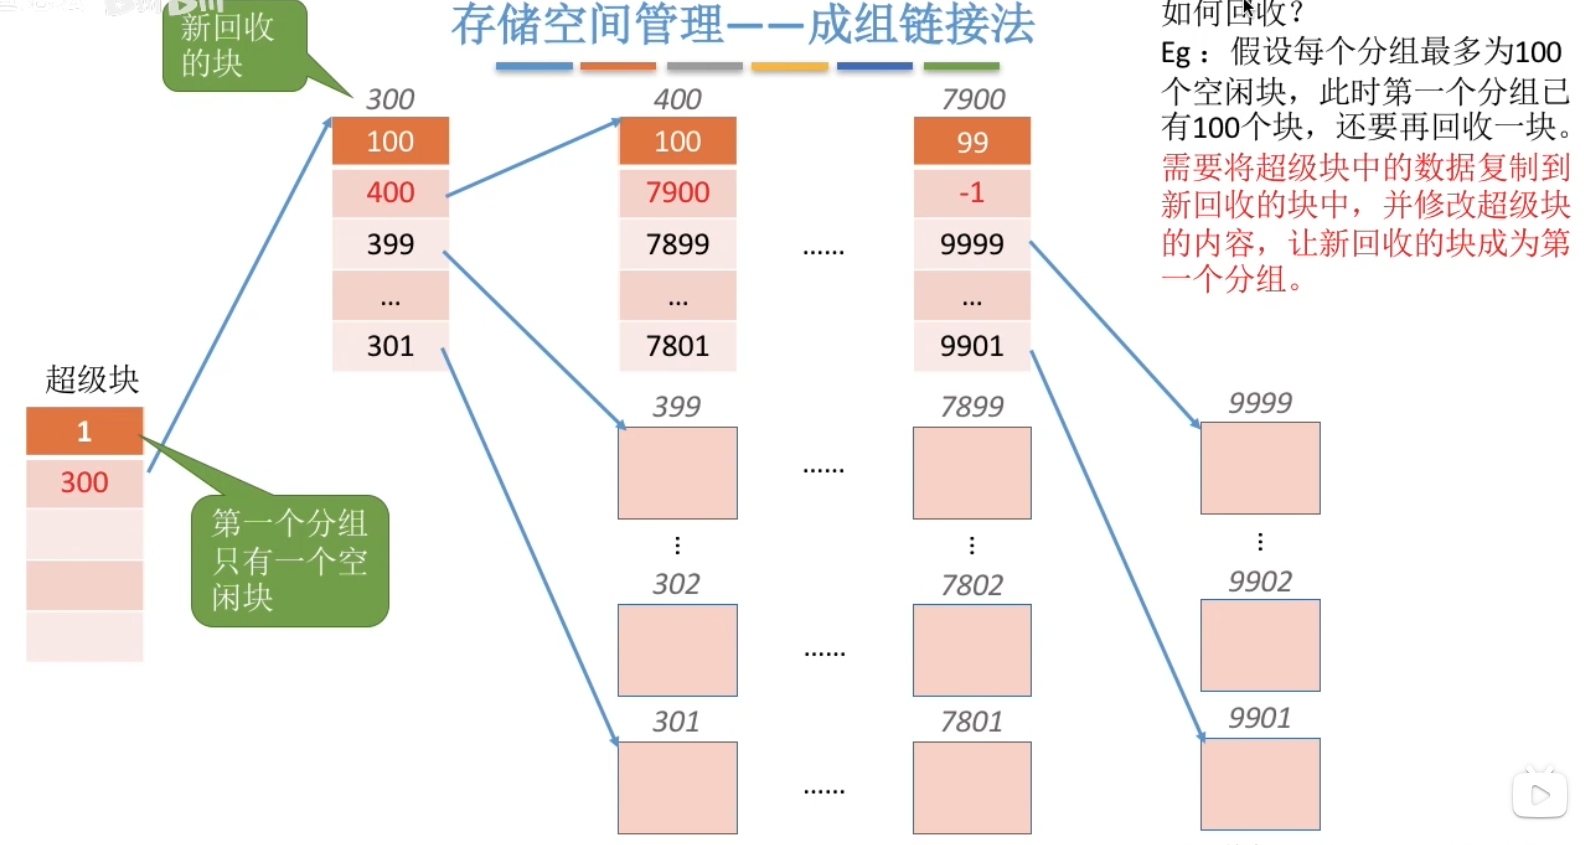 新回收
的块
存储空间管理——成组链接法
如何回收？
Eg：假设每个分组最多为100
个空闲块，此时第一个分组已
有100个块，还要再回收一块。
需要将超级块中的数据复制到
新回收的块中，并修改超级块
的内容，让新回收的块成为第
一个分组。
300
100
400
399
...
301
400
100
7900
7899
...
7801
......
7900
99
-1
9999
...
9901
超级块
1
300
第一个分组
只有一个空
闲块
399
......
7899
9999
⋮
⋮
⋮
302
......
7802
9902
301
......
7801
9901